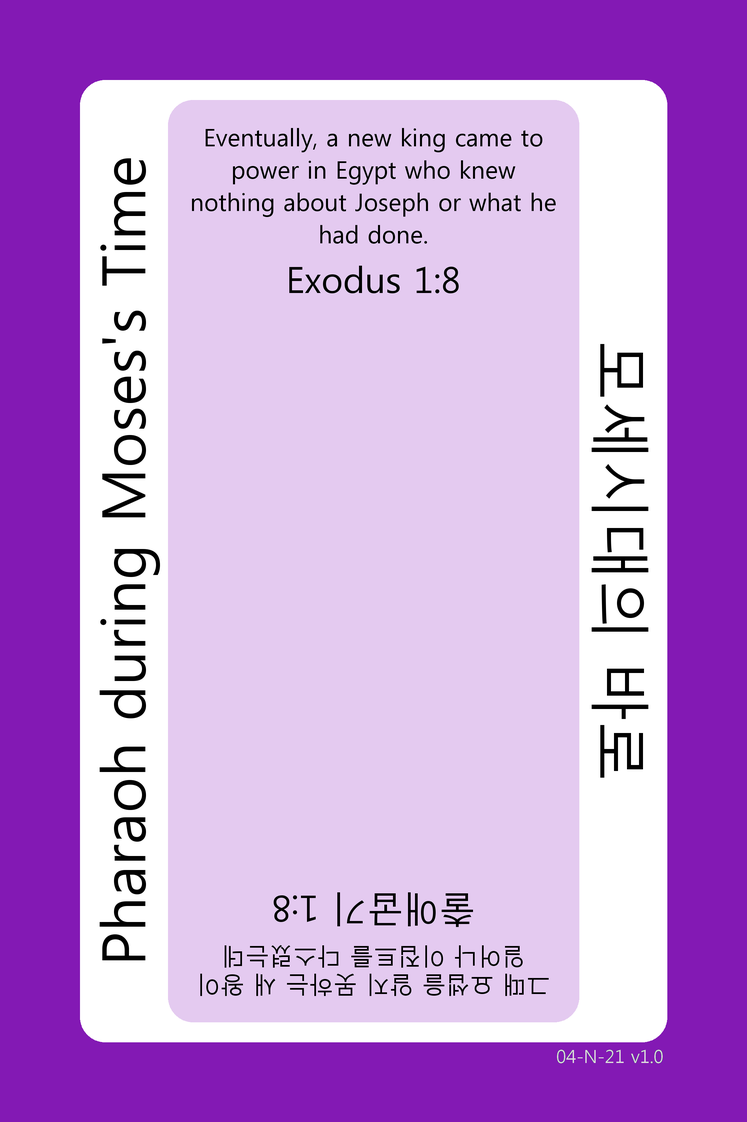 Pharaoh during Moses's Time
Eventually, a new king came to
power in Egypt who knew
nothing about Joseph or what he
had done.
Exodus 1:8
모세시대의 바로
그때 요셉을 알지 못하는 새 왕이
일어나 이집트를 다스렸는데
출애굽기 1:8
04-N-21 v1.0